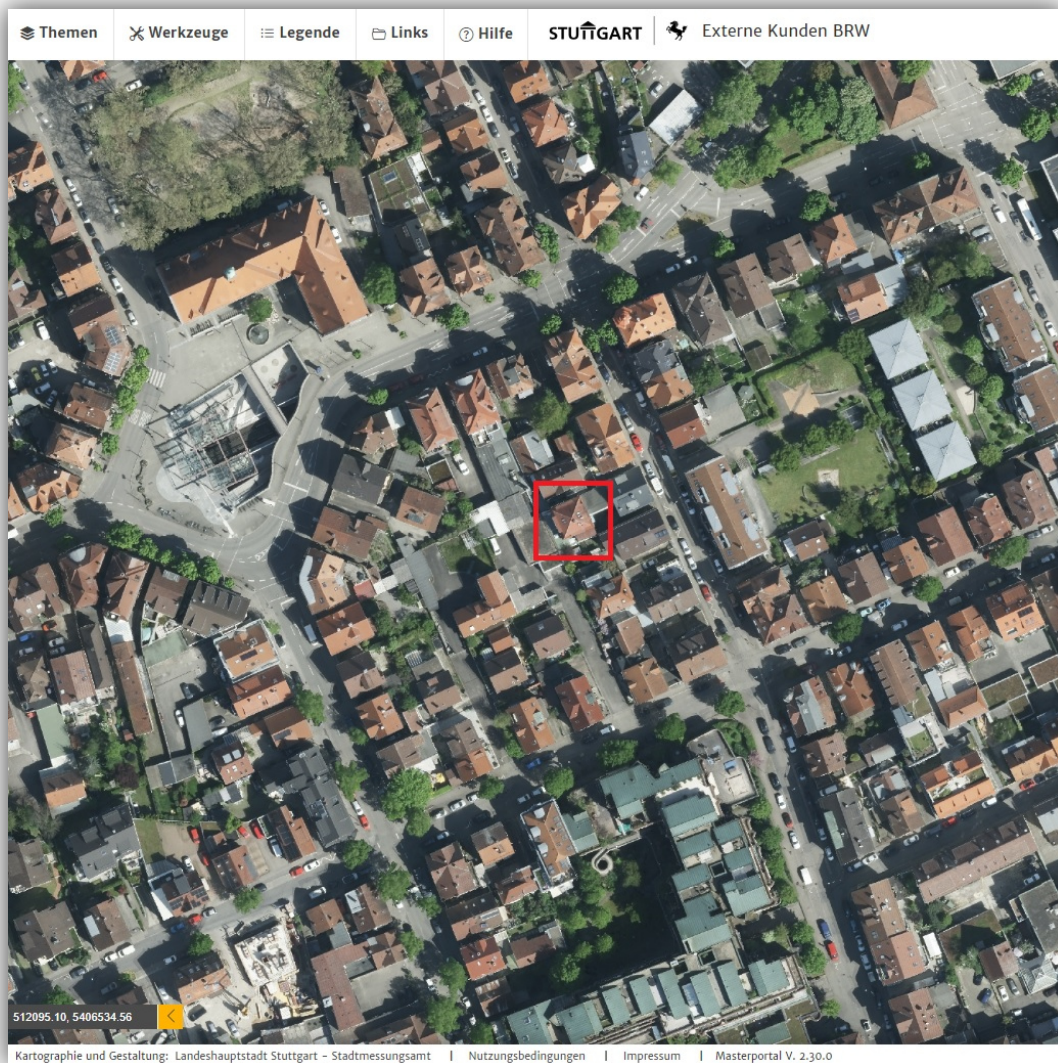 Themen Werkzeuge Legende Links Hilfe STUTTGART Externe Kunden BRW
512095.10, 5406534.56
Kartographie und Gestaltung: Landeshauptstadt Stuttgart - Stadtmessungsamt | Nutzungsbedingungen | Impressum | Masterportal V. 2.30.0